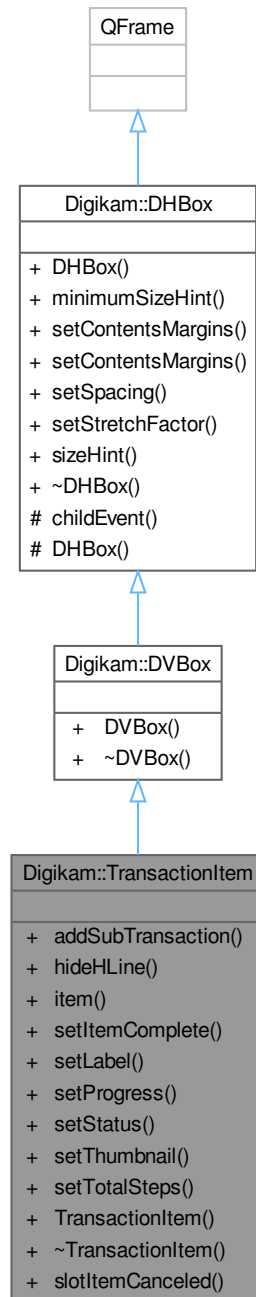 QFrame
Digikam::DHBox
+ DHBox()
+ minimumSizeHint()
+ setContentsMargins()
+ setContentsMargins()
+ setSpacing()
+ setStretchFactor()
+ sizeHint()
+ ~DHBox()
# childEvent()
# DHBox()
Digikam::DVBox
+ DVBox()
+ ~DVBox()
Digikam::TransactionItem
+ addSubTransaction()
+ hideHLine()
+ item()
+ setItemComplete()
+ setLabel()
+ setProgress()
+ setStatus()
+ setThumbnail()
+ setTotalSteps()
+ TransactionItem()
+ ~TransactionItem()
+ slotItemCanceled()